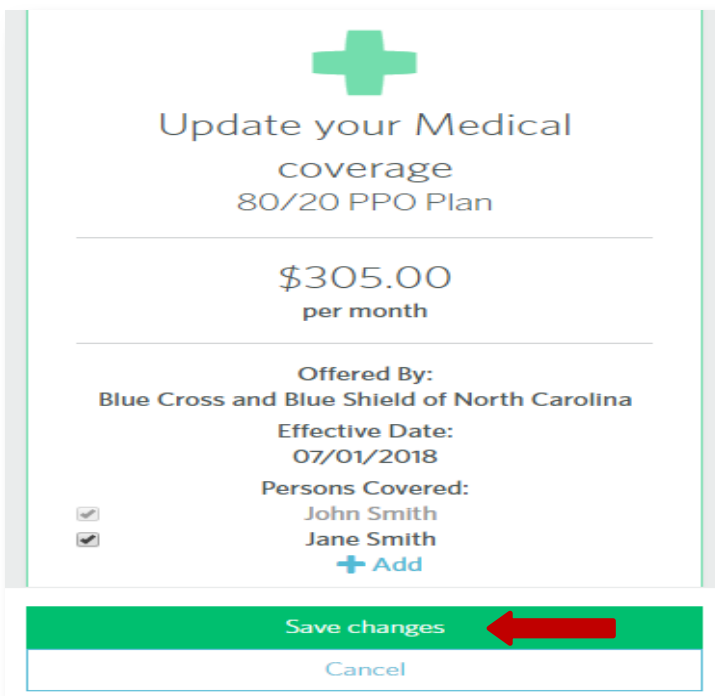 Update your Medical
coverage
80/20 PPO Plan
$305.00
per month
Offered By:
Blue Cross and Blue Shield of North Carolina
Effective Date:
07/01/2018
Persons Covered:
John Smith
Jane Smith
Add
Save changes
Cancel